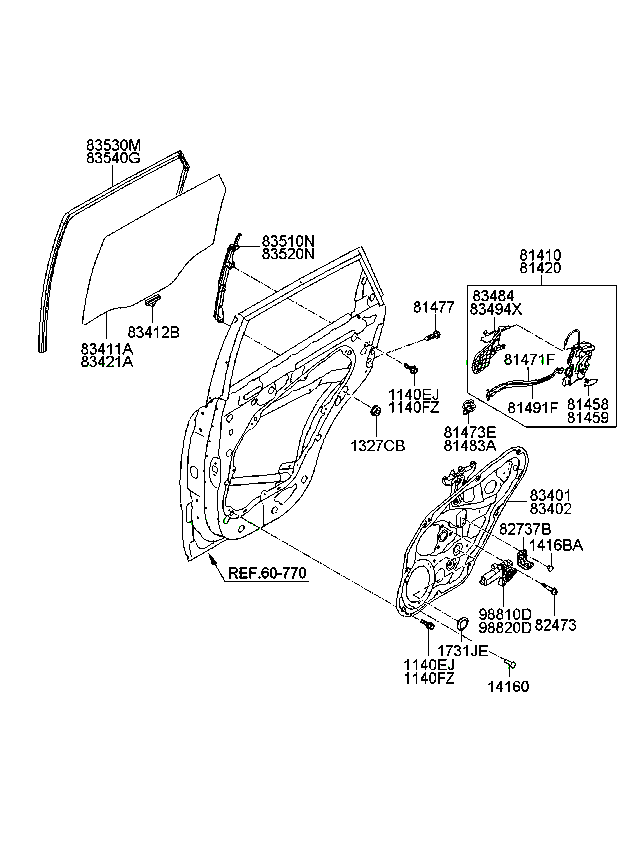 83530M
83540G
83510N
83520N
81410
81420
83484
83494X
81477
83412B
83411A
83421A
81471F
1140EJ
1140FZ
81491F
81458
81459
81473E
81483A
1327CB
83401
83402
82737B
1416BA
REF.60-770
98810D
98820D
82473
1731JE
1140EJ
1140FZ
14160